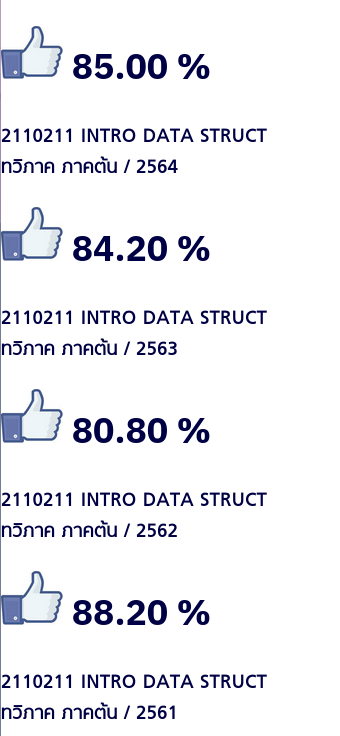 85.00 %
2110211 INTRO DATA STRUCT
ทวิภาค ภาคต้น / 2564
84.20 %
2110211 INTRO DATA STRUCT
ทวิภาค ภาคต้น / 2563
80.80 %
2110211 INTRO DATA STRUCT
ทวิภาค ภาคต้น / 2562
88.20 %
2110211 INTRO DATA STRUCT
ทวิภาค ภาคต้น / 2561